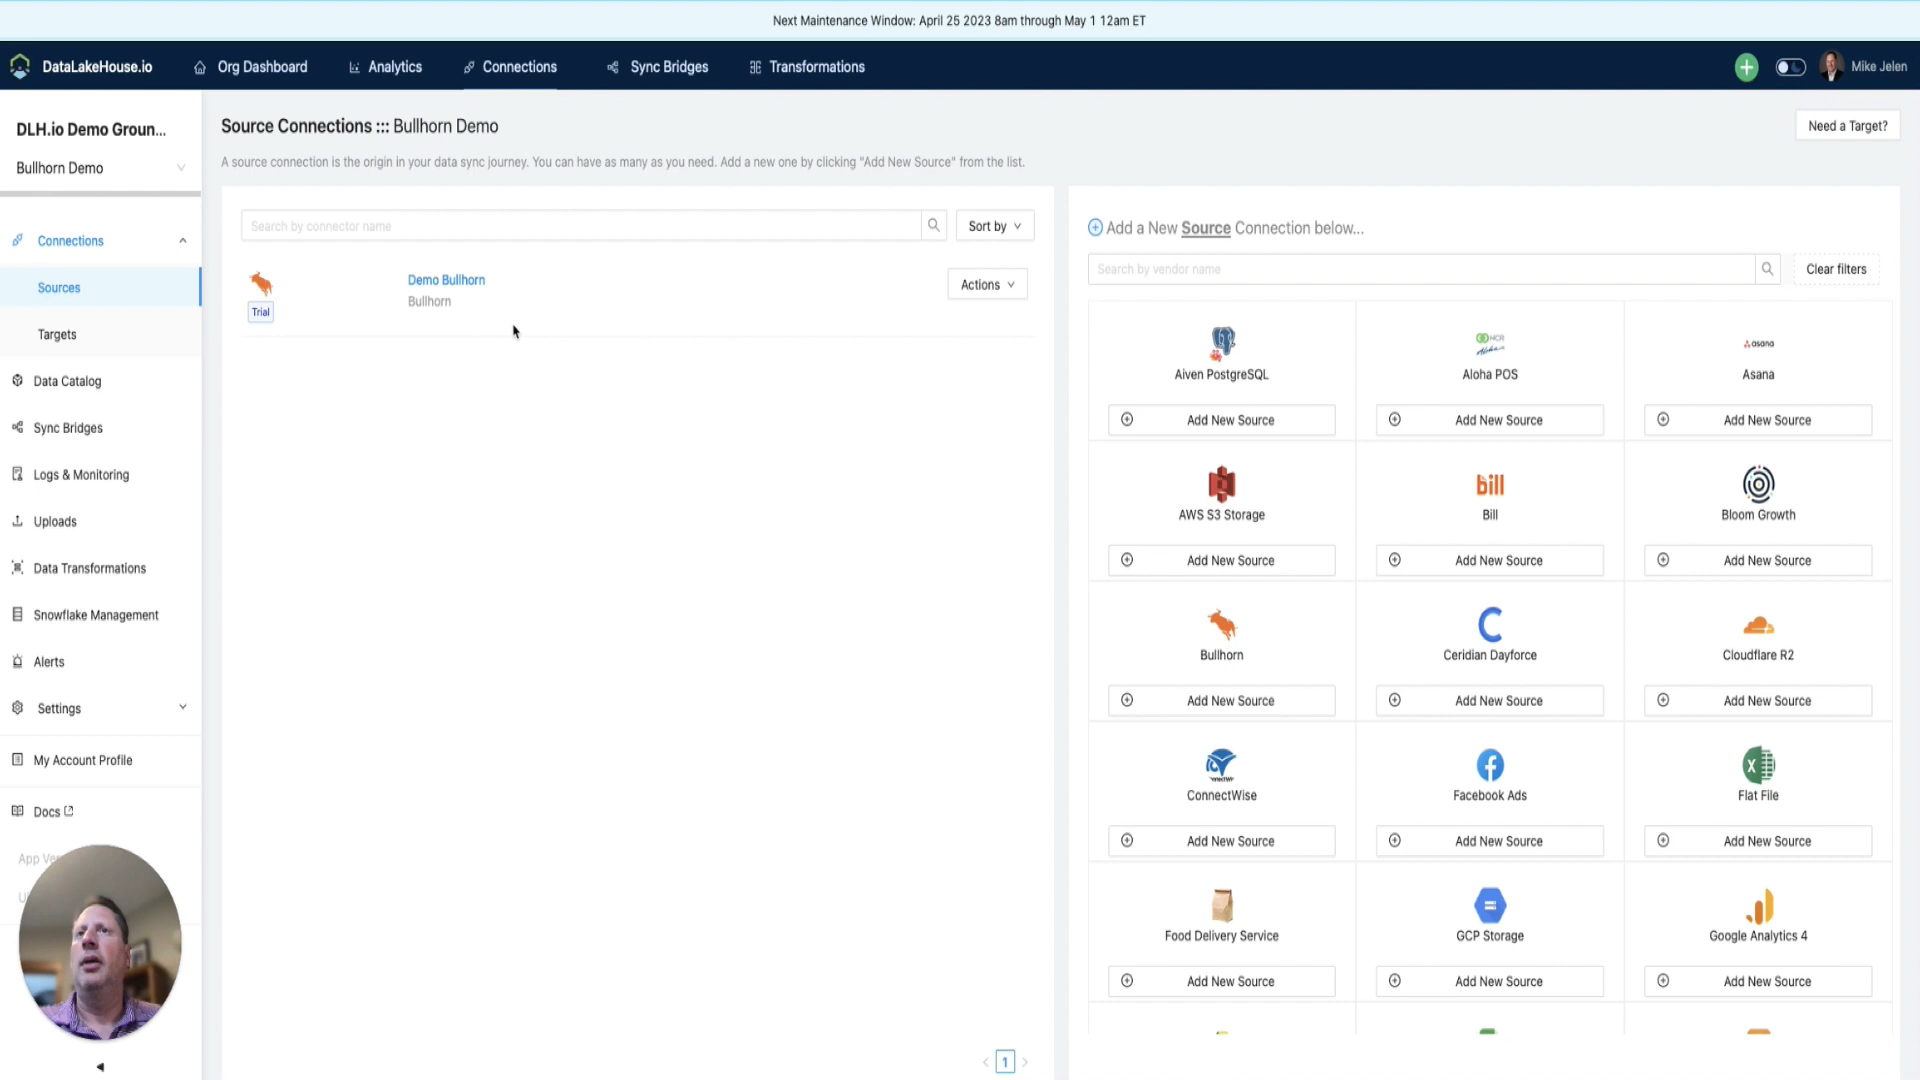 Next Maintenance Window: April 25 2023 8am through May 1 12am ET
DataLakeHouse.io
Org Dashboard
Analytics
Connections
Sync Bridges
Transformations
Mike Jelen
DLH.io Demo Groun...
Bullhorn Demo
Connections
Sources
Targets
Data Catalog
Sync Bridges
Logs & Monitoring
Uploads
Data Transformations
Snowflake Management
Alerts
Settings
My Account Profile
Docs
Source Connections ::: Bullhorn Demo
Need a Target?
A source connection is the origin in your data sync journey. You can have as many as you need. Add a new one by clicking "Add New Source" from the list.
Search by connector name
Sort by
Demo Bullhorn
Bullhorn
Trial
Actions
1
Add a New Source Connection below...
Search by vendor name
Clear filters
NCR
Aloha
asana
Aiven PostgreSQL
Aloha POS
Asana
Add New Source
Add New Source
Add New Source
bill
AWS S3 Storage
Bill
Bloom Growth
Add New Source
Add New Source
Add New Source
Bullhorn
Ceridian Dayforce
Cloudflare R2
Add New Source
Add New Source
Add New Source
ConnectWise
Facebook Ads
Flat File
Add New Source
Add New Source
Add New Source
Food Delivery Service
GCP Storage
Google Analytics 4
Add New Source
Add New Source
Add New Source